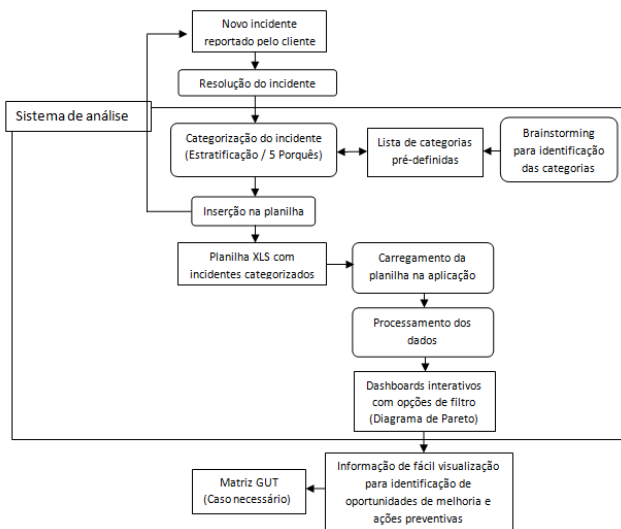 Novo incidente
reportado pelo cliente
Resolução do incidente
Sistema de análise
Categorização do incidente
(Estratificação / 5 Porquês)
Lista de categorias
pré-definidas
Brainstorming
para identificação
das categorias
Inserção na planilha
Planilha XLS com
incidentes categorizados
Carregamento da
planilha na aplicação
Processamento dos
dados
Dashboards interativos
com opções de filtro
(Diagrama de Pareto)
Matriz GUT
(Caso necessário)
Informação de fácil visualização
para identificação de
oportunidades de melhoria e
ações preventivas